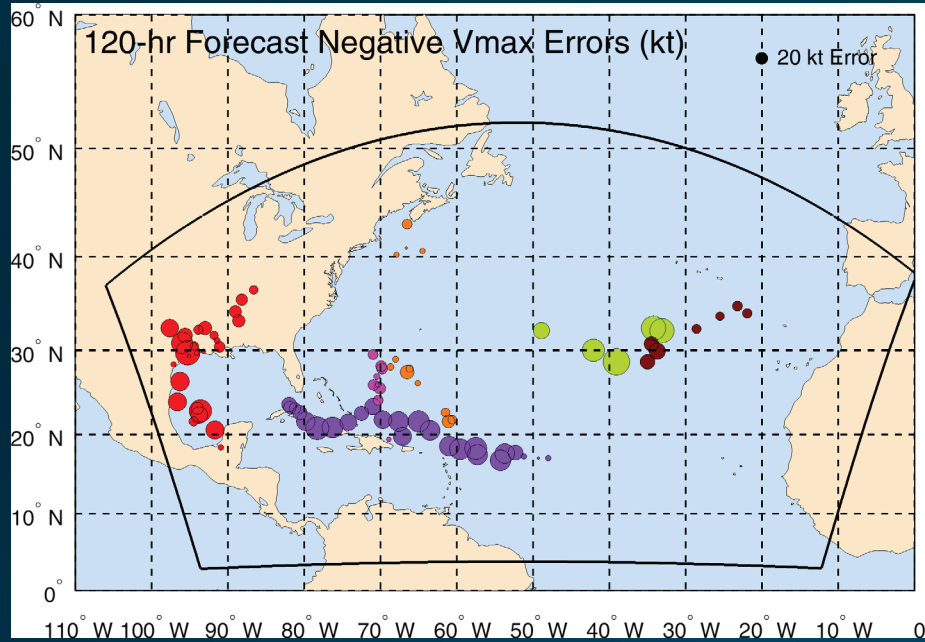 60° N
120-hr Forecast Negative Vmax Errors (kt)
20 kt Error
50° N
40° N
30° N
20° N
10° N
0°
110° W 100° W 90° W 80° W 70° W 60° W 50° W 40° W 30° W 20° W 10° W 0